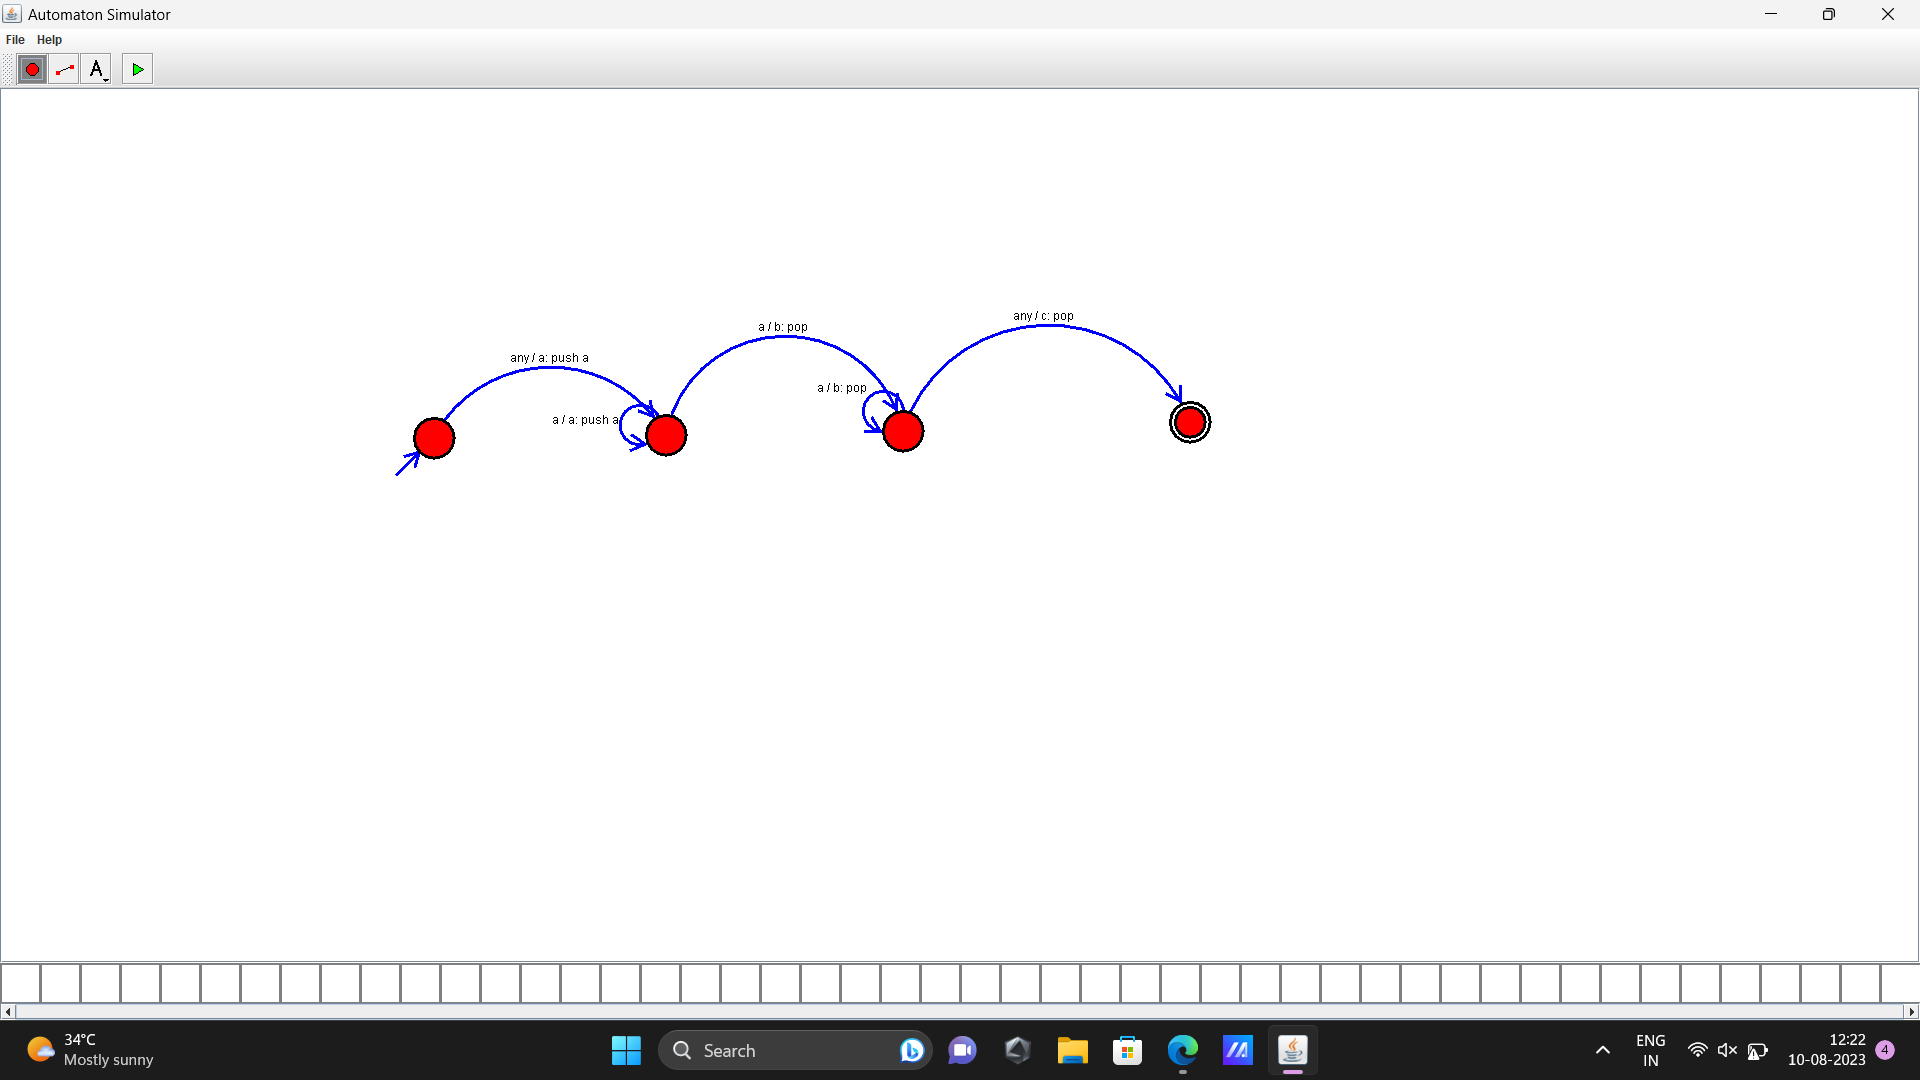 Automaton Simulator
File Help
A
any / c: pop
a / b: pop
any / a: push a
a / b: pop
a / a: push a
34°C
Mostly sunny
Search
ENG
IN
12:22
10-08-2023
4